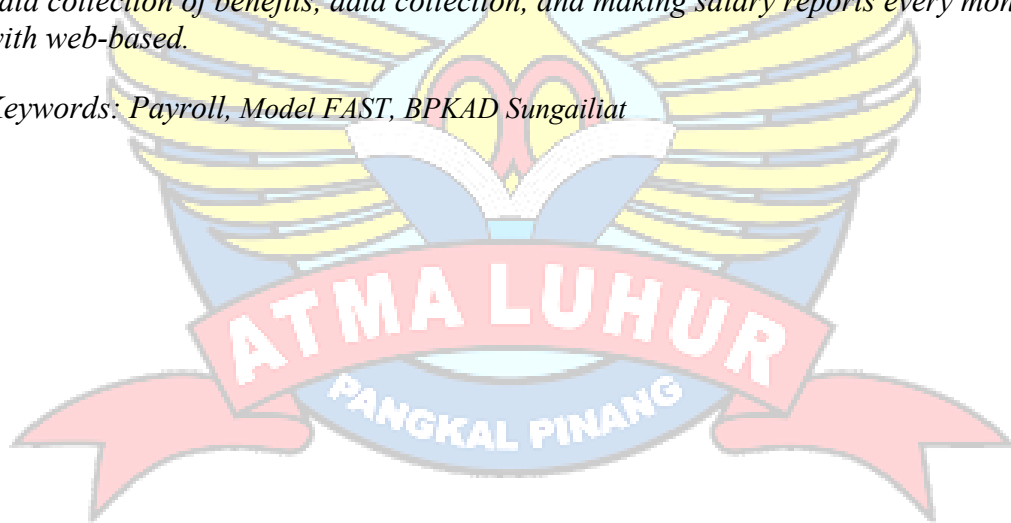 data collection of benefits, data collection, and making salary reports every mon
with web-based.
Keywords: Payroll, Model FAST, BPKAD Sungailiat
ATMA LUHUR
PANGKAL PINANG